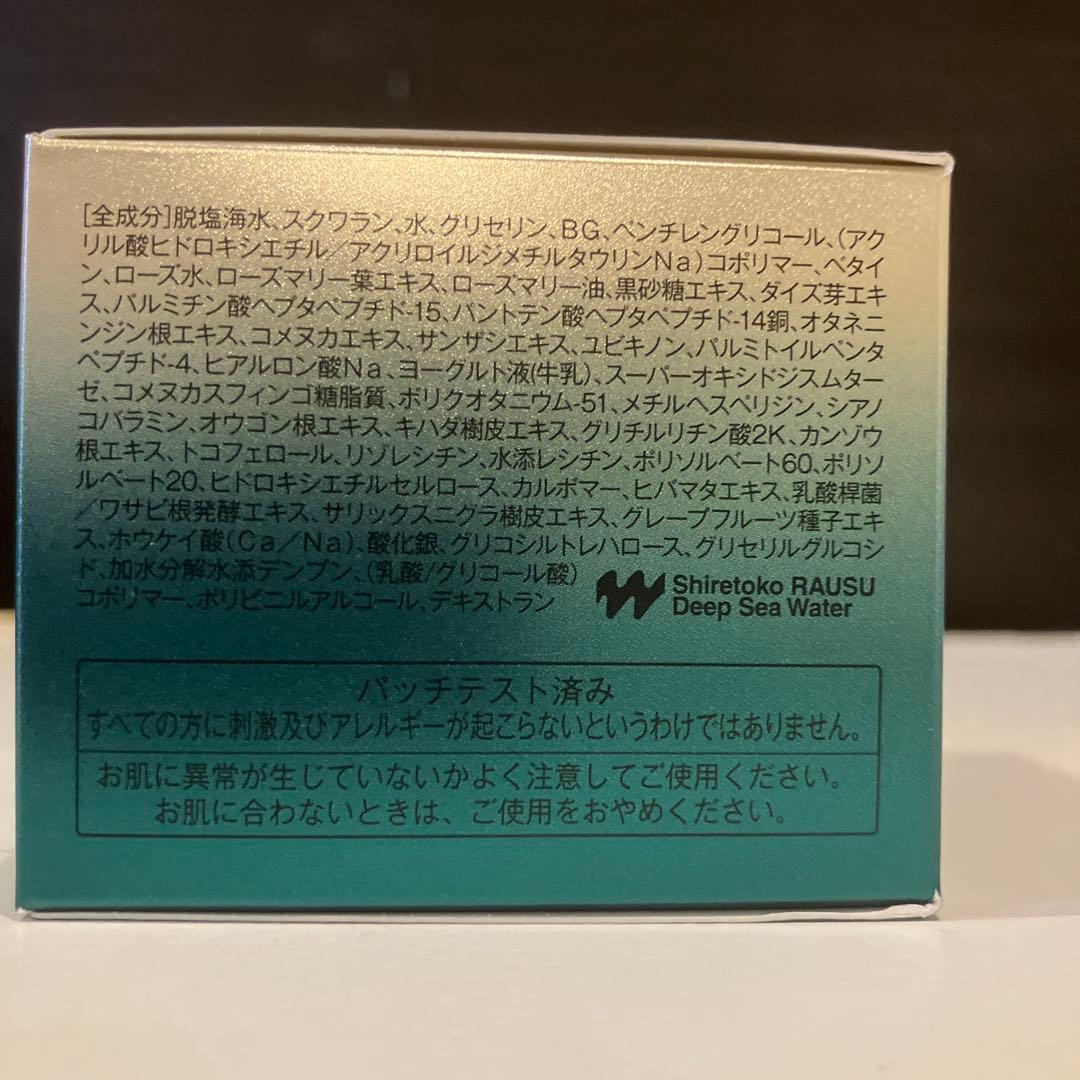 [全成分]脱塩海水、スクワラン、水、グリセリン、BG、ペンチレングリコール、(アク
リル酸ヒドロキシエチル/アクリロイルジメチルタウリンNa)コポリマー、ベタイ
ン、ローズ水、ローズマリー葉エキス、ローズマリー油、黒砂糖エキス、ダイズ芽エキ
ス、パルミチン酸ヘプタペプチド-15、パントテン酸ヘプタペプチド-14銅、オタネニ
ンジン根エキス、コメヌカエキス、サンザシエキス、ユビキノン、パルミトイルペンタ
ペプチド-4、ヒアルロン酸Na、ヨーグルト液(牛乳)、スーパーオキシドジスムター
ゼ、コメヌカスフィンゴ糖脂質、ポリクオタニウム-51、メチルヘスペリジン、シアノ
コバラミン、オウゴン根エキス、キハダ樹皮エキス、グリチルリチン酸2K、カンゾウ
根エキス、トコフェロール、リゾレシチン、水添レシチン、ポリソルベート60、ポリソ
ルベート20、ヒドロキシエチルセルロース、カルボマー、ヒバマタエキス、乳酸桿菌
/ワサビ根発酵エキス、サリックスニグラ樹皮エキス、グレープフルーツ種子エキ
ス、ホウケイ酸(Ca/Na)、酸化銀、グリコシルトレハロース、グリセリルグルコシ
ド、加水分解水添デンプン、(乳酸/グリコール酸)
コポリマー、ポリビニルアルコール、デキストラン
Shiretoko RAUSU
Deep Sea Water
パッチテスト済み
すべての方に刺激及びアレルギーが起こらないというわけではありません。
お肌に異常が生じていないかよく注意してご使用ください。
お肌に合わないときは、ご使用をおやめください。